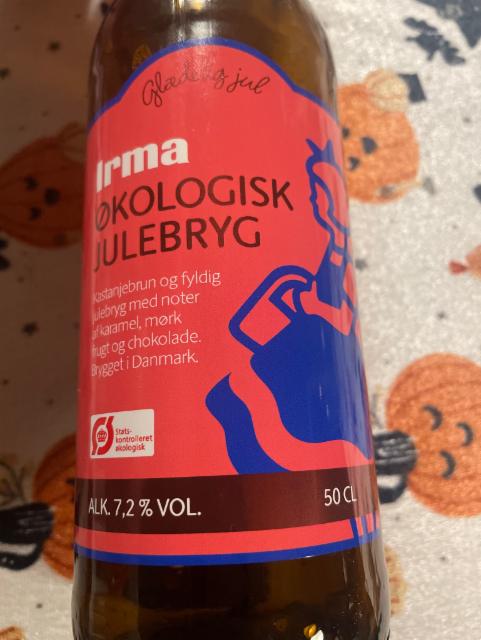 Glædelig jul
Irma
ØKOLOGISK
JULEBRYG
Kastanjebrun og fyldig
julebryg med noter
af karamel, mørk
frugt og chokolade.
Brygget i Danmark.
Ø
Stats-
kontrolleret
økologisk
ALK. 7,2 % VOL.
50 CL